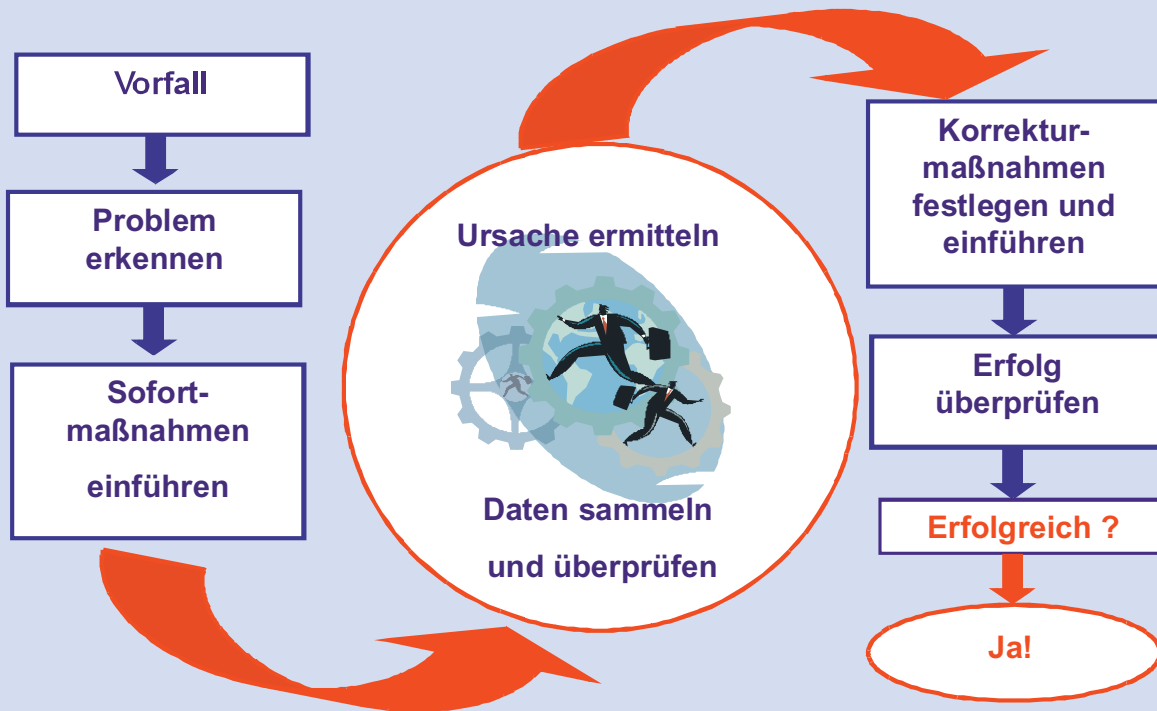 Vorfall
Problem
erkennen
Sofort-
maßnahmen
einführen
Ursache ermitteln
Daten sammeln
und überprüfen
Korrektur-
maßnahmen
festlegen und
einführen
Erfolg
überprüfen
Erfolgreich ?
Ja!